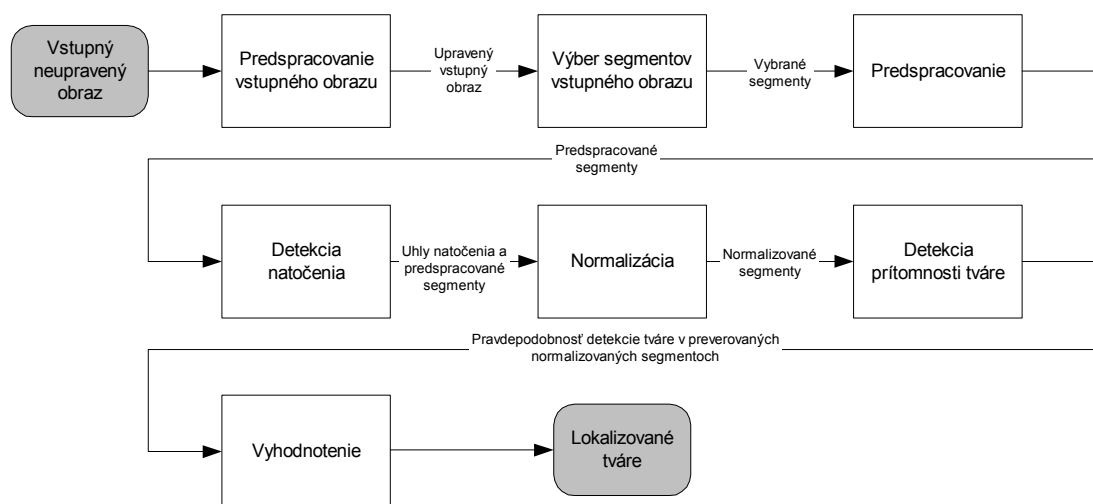 Vstupný
neupravený
obraz
Predspracovanie
vstupného obrazu
Upravený
vstupný
obraz
Výber segmentov
vstupného obrazu
Vybrané
segmenty
Predspracovanie
Predspracované
segmenty
Detekcia
natočenia
Uhly natočenia a
predspracované
segmenty
Normalizácia
Normalizované
segmenty
Detekcia
prítomnosti tváre
Pravdepodobnosť detekcie tváre v preverovaných
normalizovaných segmentoch
Vyhodnotenie
Lokalizované
tváre